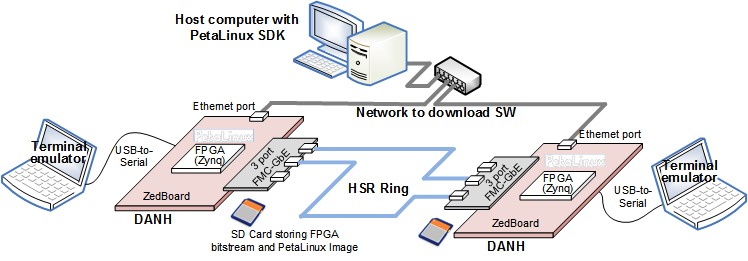 Host computer with
PetaLinux SDK
Ethernet port
Network to download SW
Ethernet port
Terminal
emulator
USB-to-
Serial
PetaLinux
FPGA
(Zynq)
3 port
FMC-GbE
ZedBoard
DANH
HSR Ring
SD Card storing FPGA
bitstream and PetaLinux Image
3 port
FMC-GbE
PetaLinux
FPGA
(Zynq)
ZedBoard
DANH
USB-to-
Serial
Terminal
emulator